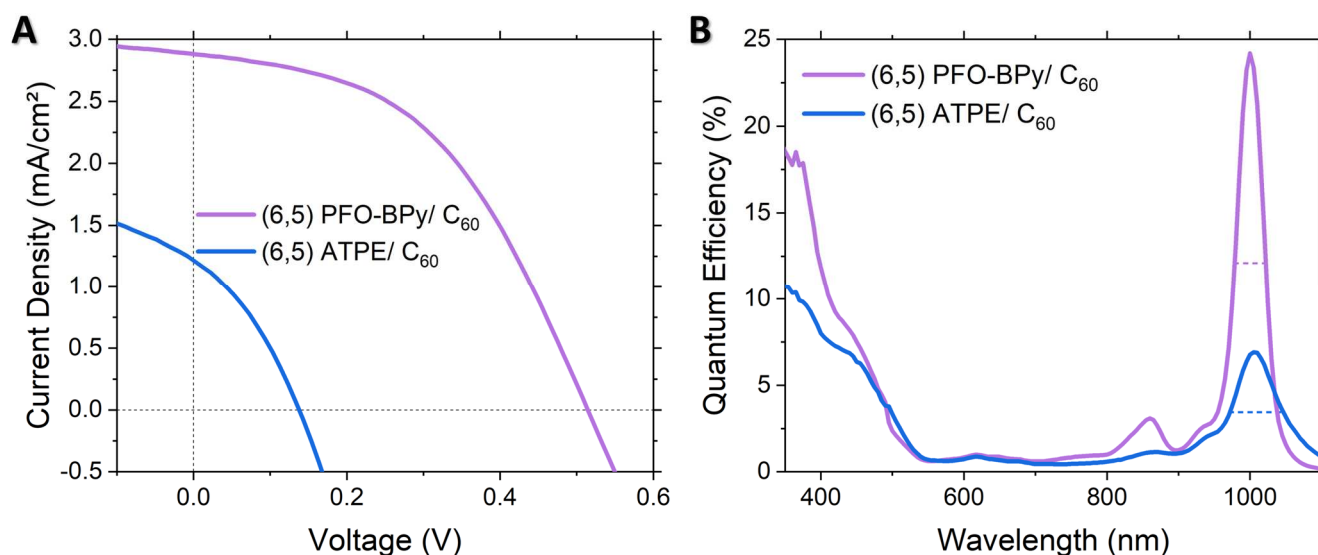 A
Current Density (mA/cm²)
3.0
2.5
2.0
1.5
1.0
0.5
0.0
-0.5
(6,5) PFO-BPy/ C60
(6,5) ATPE/ C60
0.0 0.2 0.4 0.6
Voltage (V)
B
Quantum Efficiency (%)
25
20
15
10
5
0
(6,5) PFO-BPy/ C60
(6,5) ATPE/ C60
400 600 800 1000
Wavelength (nm)